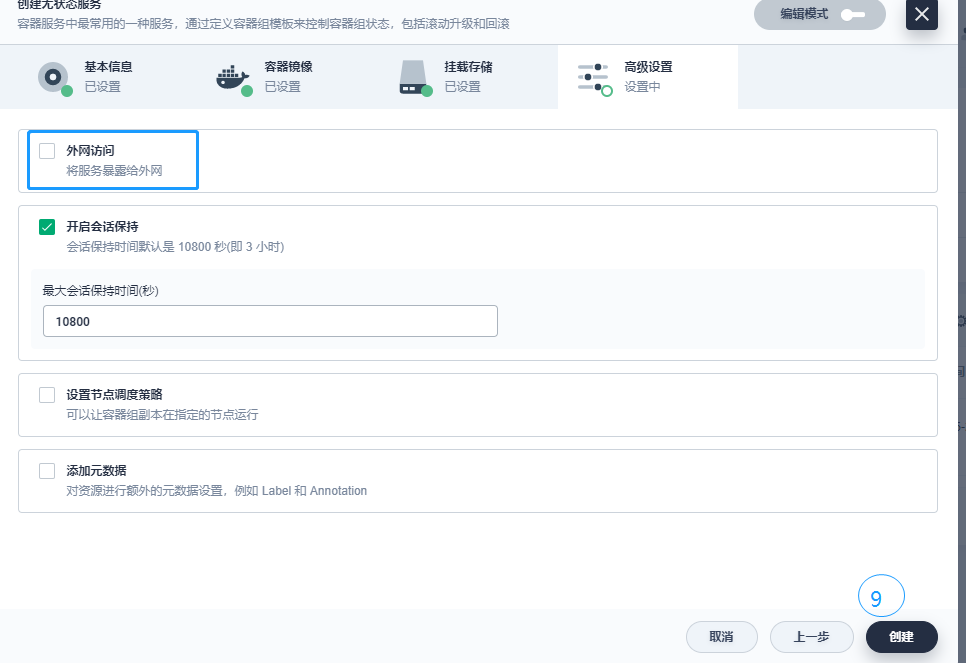 创建无状态服务
容器服务中最常用的一种服务，通过定义容器组模板来控制容器组状态，包括滚动升级和回滚
编辑模式
基本信息
已设置
容器镜像
已设置
挂载存储
已设置
高级设置
设置中
外网访问
将服务暴露给外网
开启会话保持
会话保持时间默认是 10800 秒(即 3 小时)
最大会话保持时间(秒)
10800
设置节点调度策略
可以让容器组副本在指定的节点运行
添加元数据
对资源进行额外的元数据设置，例如 Label 和 Annotation
9
取消
上一步
创建